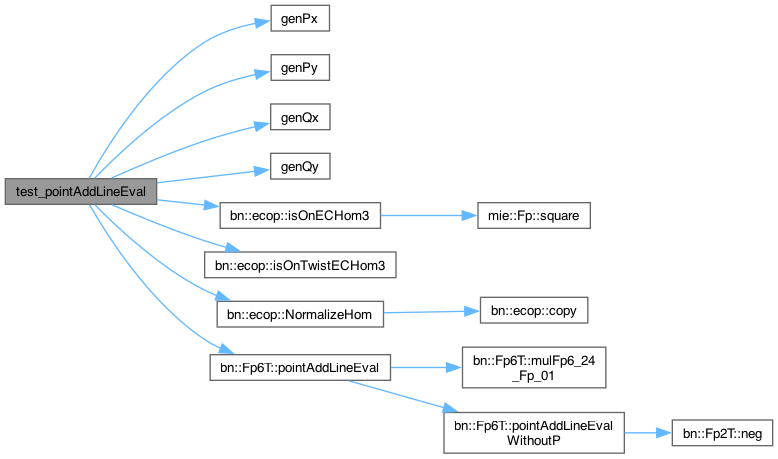 genPx
genPy
genQx
genQy
test_pointAddLineEval
bn::ecop::isOnECHom3
mie::Fp::square
bn::ecop::isOnTwistECHom3
bn::ecop::NormalizeHom
bn::ecop::copy
bn::Fp6T::pointAddLineEval
bn::Fp6T::mulFp6_24
_Fp_01
bn::Fp6T::pointAddLineEval
WithoutP
bn::Fp2T::neg